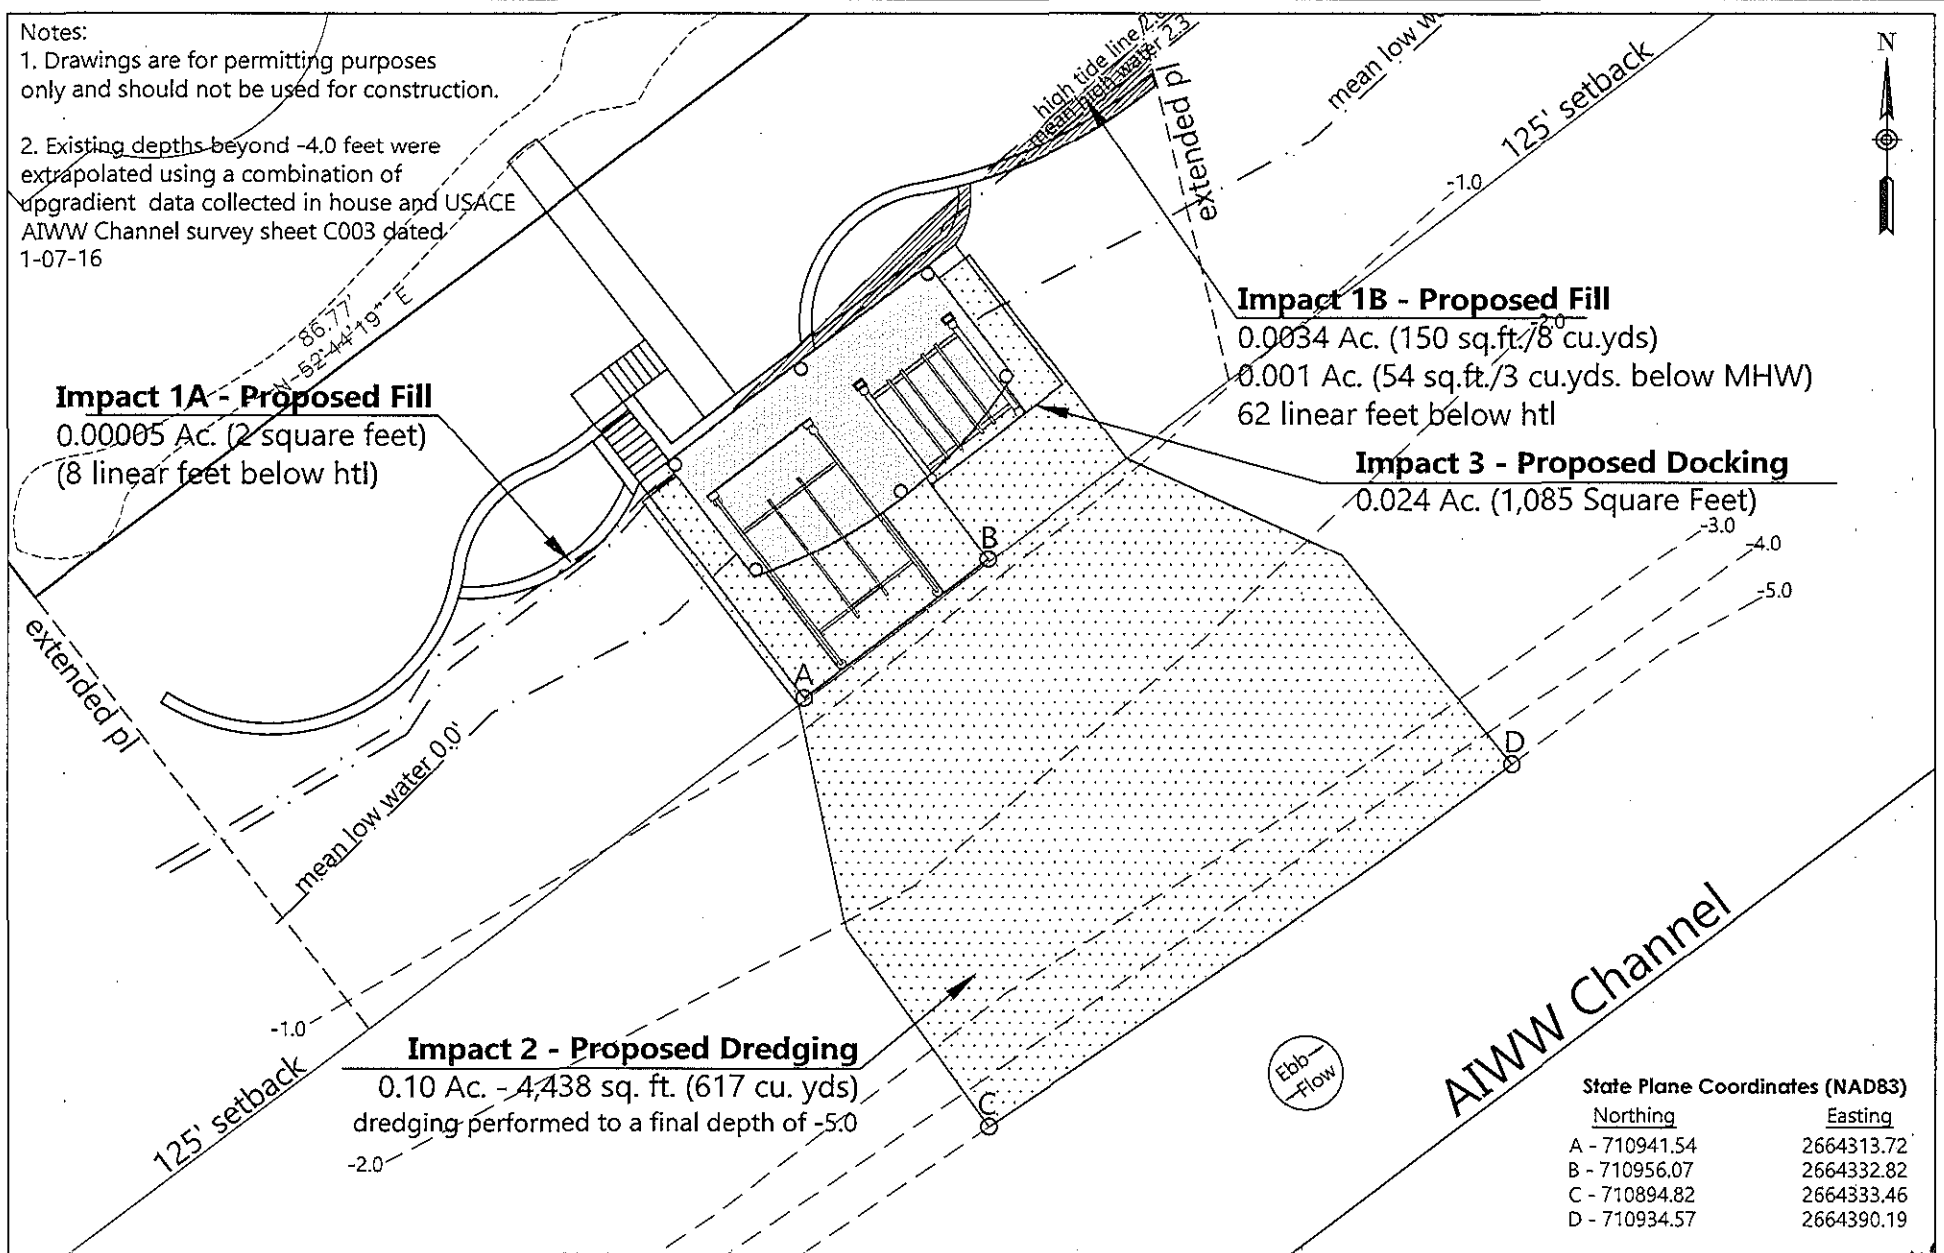 Notes:
1. Drawings are for permitting purposes
only and should not be used for construction.
2. Existing depths beyond -4.0 feet were
extrapolated using a combination of
upgradient data collected in house and USACE
AIWW Channel survey sheet C003 dated
1-07-16
high tide line
mean high water 2.3
extended pl
mean low
125' setback
N
-1.0
86.77'
N 52°44'19" E
Impact 1A - Proposed Fill
0.00005 Ac. (2 square feet)
(8 linear feet below htl)
Impact 1B - Proposed Fill
0.0034 Ac. (150 sq.ft./8 cu.yds)
-2.0
0.001 Ac. (54 sq.ft./3 cu.yds. below MHW)
62 linear feet below htl
Impact 3 - Proposed Docking
0.024 Ac. (1,085 Square Feet)
-3.0
-4.0
-5.0
B
A
D
C
extended pl
mean low water 0.0'
-1.0
125' setback
-2.0
Impact 2 - Proposed Dredging
0.10 Ac. - 4,438 sq. ft. (617 cu. yds)
dredging performed to a final depth of -5.0
Ebb
Flow
AIWW Channel
State Plane Coordinates (NAD83)
Northing Easting
A - 710941.54 2664313.72
B - 710956.07 2664332.82
C - 710894.82 2664333.46
D - 710934.57 2664390.19